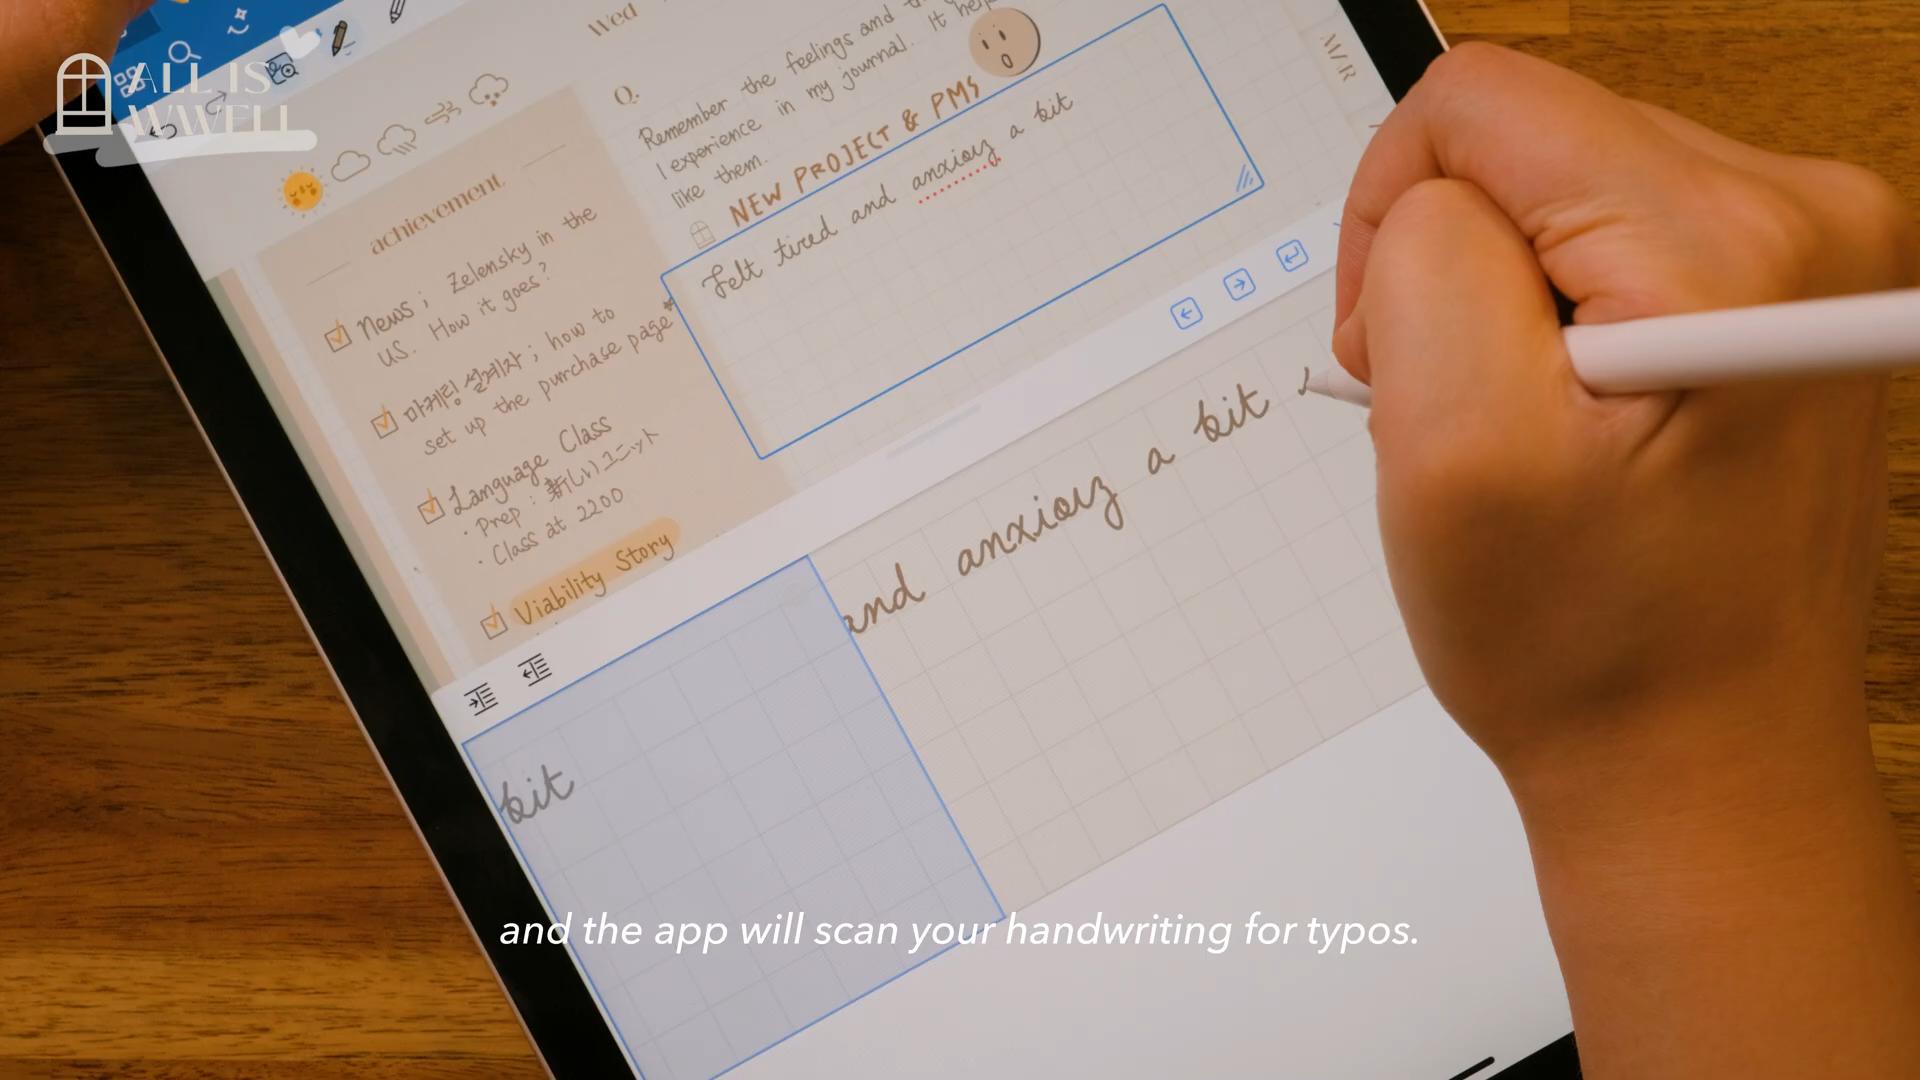 ALL IS
WWELL
Wed
MAR
achievement
News; Zelensky in the
US. How it goes?
마케팅 설계자; how to
set up the purchase page
Language Class
· Prep : 新しいユニット
· Class at 2200
Viability Story
Q.
Remember the feelings and
I experience in my journal. It
like them.
NEW PROJECT & PMS
Felt tired and anxioyz a bit
and anxioyz a bit
bit
and the app will scan your handwriting for typos.